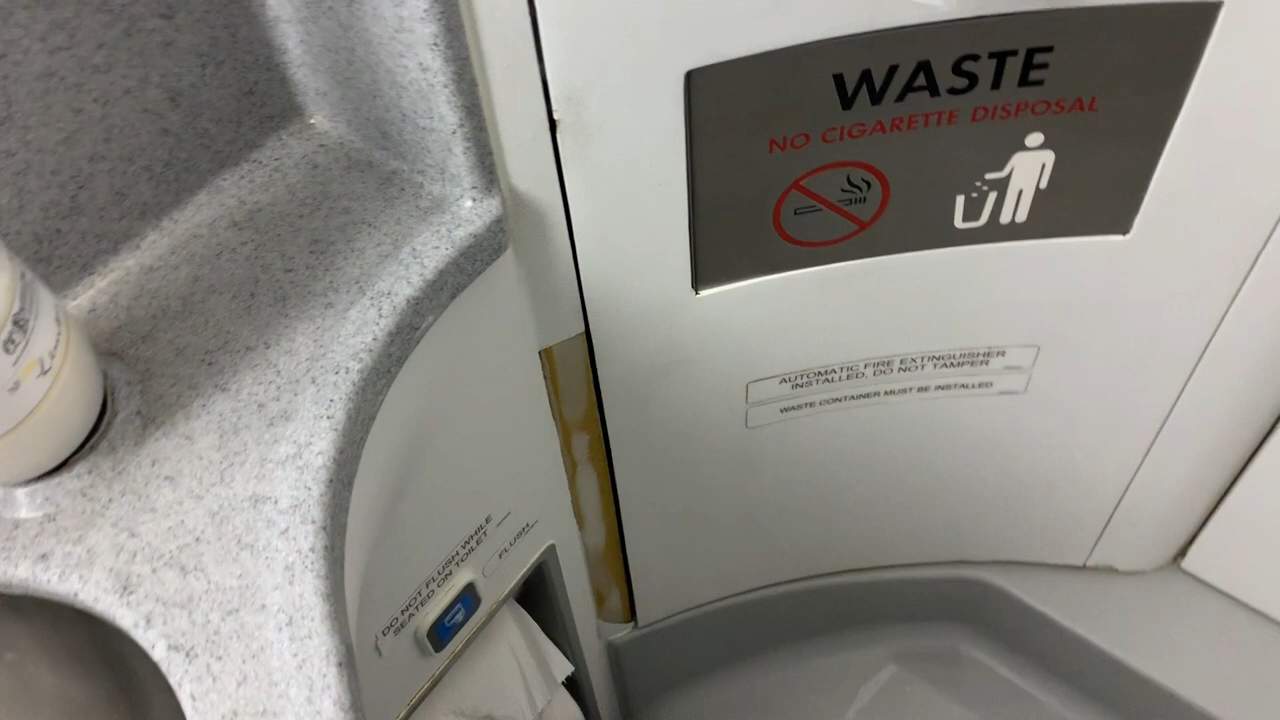 WASTE
NO CIGARETTE DISPOSAL
AUTOMATIC FIRE EXTINGUISHER
INSTALLED, DO NOT TAMPER
WASTE CONTAINER MUST BE INSTALLED
DO NOT FLUSH WHILE
SEATED ON TOILET
FLUSH